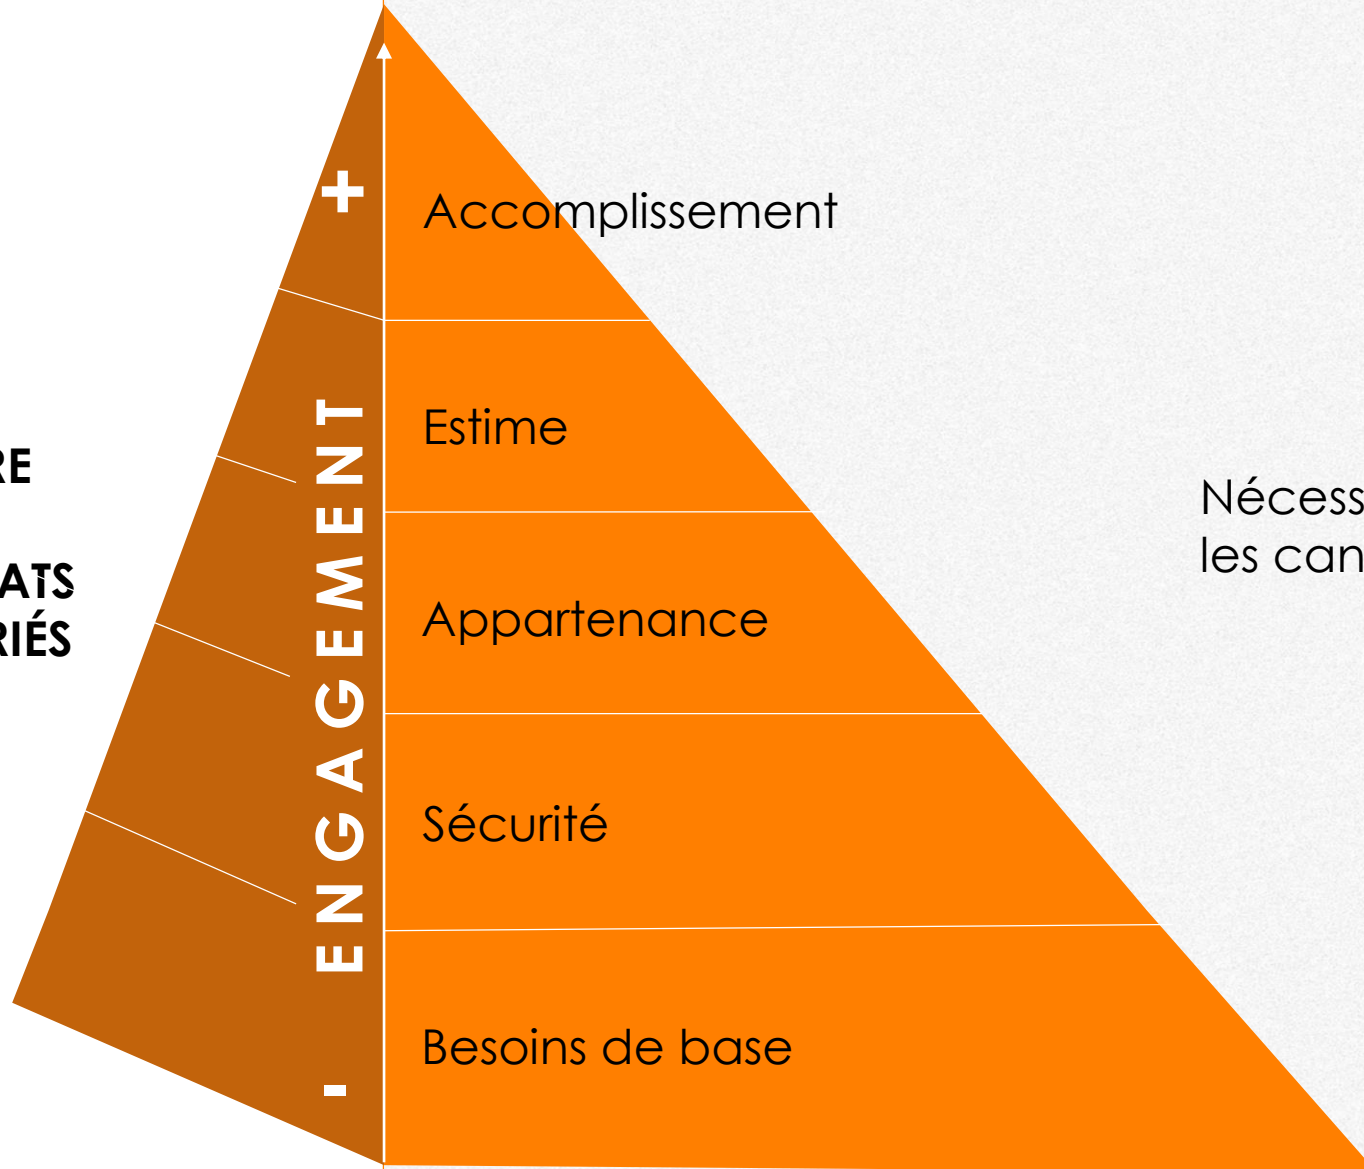 +
Accomplissement
Estime
ENGAGEMENT
Appartenance
Sécurité
Besoins de base
-
RE
ATS
RIÉS
Nécess
les can